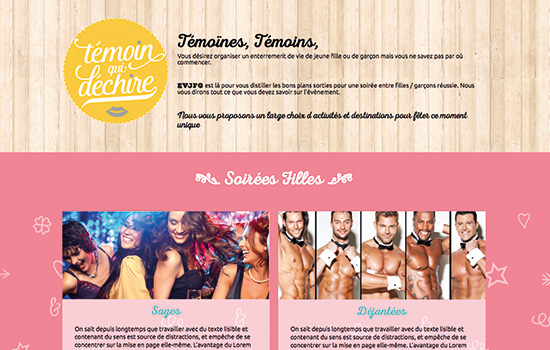 témoin
qui
déchire
Témoïnes, Témoins,
Vous désirez organiser un enterrement de vie de jeune fille ou de garçon mais vous ne savez pas par où
commencer.
EVJFG est là pour vous distiller les bons plans sorties pour une soirée entre filles / garçons réussie. Nous
vous dirons tout ce que vous devez savoir sur l'évènement.
Nous vous proposons un large choix d'activités et destinations pour fêter ce moment
unique
Soirées Filles
Sages
Déjantées
On sait depuis longtemps que travailler avec du texte lisible et
contenant du sens est source de distractions, et empêche de
se concentrer sur la mise en page elle-même. L'avantage du Lorem
On sait depuis longtemps que travailler avec du texte lisible et
contenant du sens est source de distractions, et empêche de se
concentrer sur la mise en page elle-même. L'avantage du Lorem